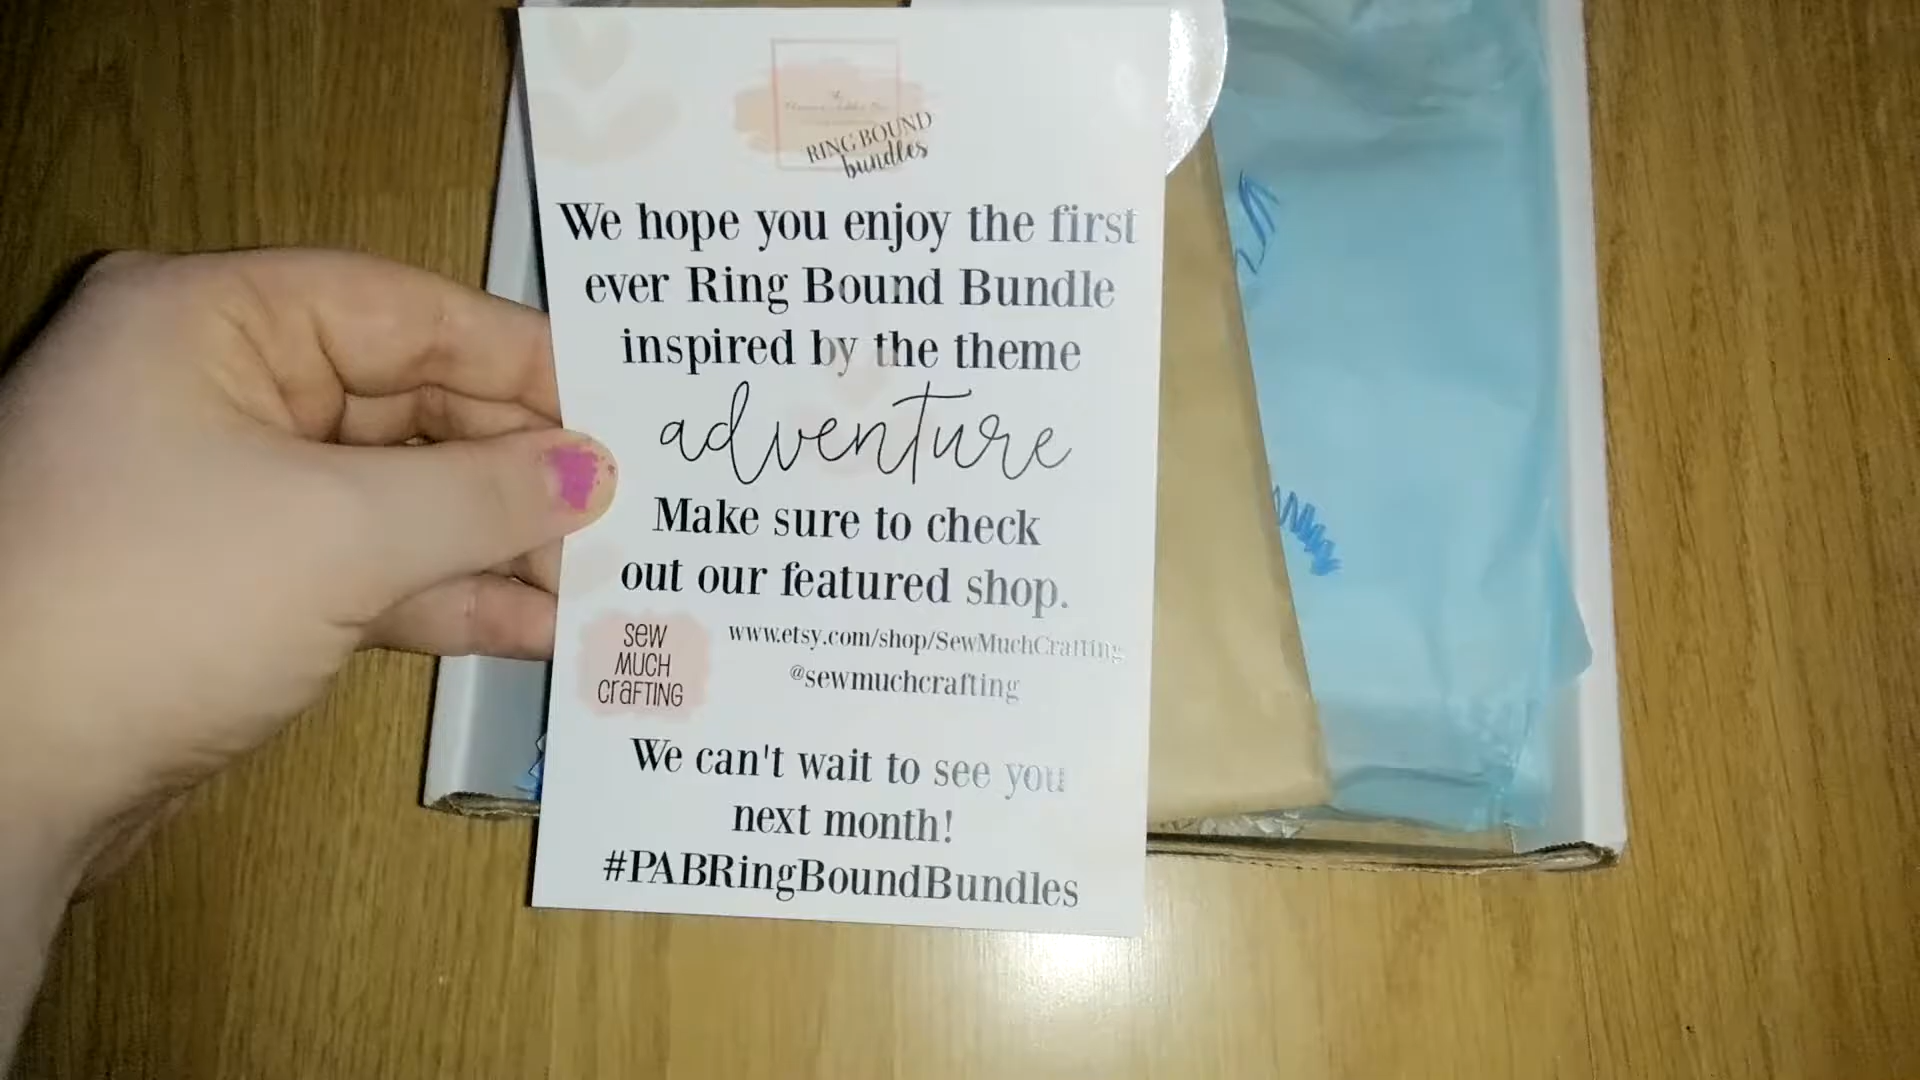 RING BOUND
bundles
We hope you enjoy the first
ever Ring Bound Bundle
inspired by the theme
adventure
Make sure to check
out our featured shop.
sew
much
crafting
www.etsy.com/shop/SewMuchCrafting
@sewmuchcrafting
We can't wait to see you
next month!
#PABRingBoundBundles